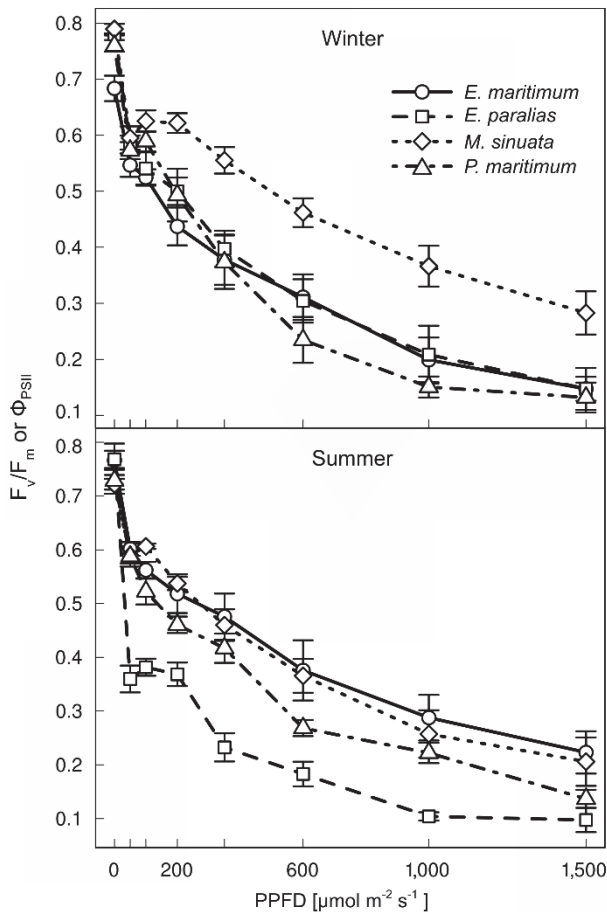 Winter
E. maritimum
E. paralias
M. sinuata
P. maritimum
0.8
0.7
0.6
0.5
0.4
0.3
0.2
0.1
Fv/Fm or ΦPSII
Summer
0.8
0.7
0.6
0.5
0.4
0.3
0.2
0.1
0 200 600 1,000 1,500
PPFD [µmol m⁻² s⁻¹]